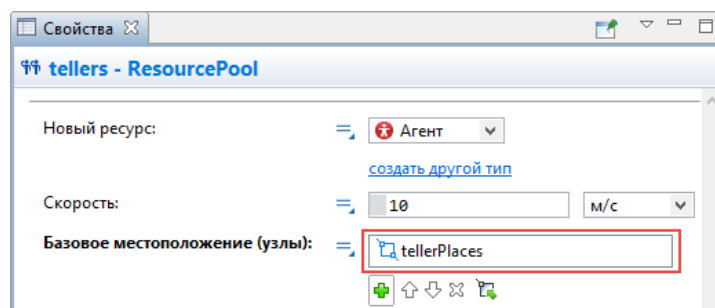 Свойства
tellers - ResourcePool
Новый ресурс:
Агент
создать другой тип
Скорость:
10
м/с
Базовое местоположение (узлы):
tellerPlaces